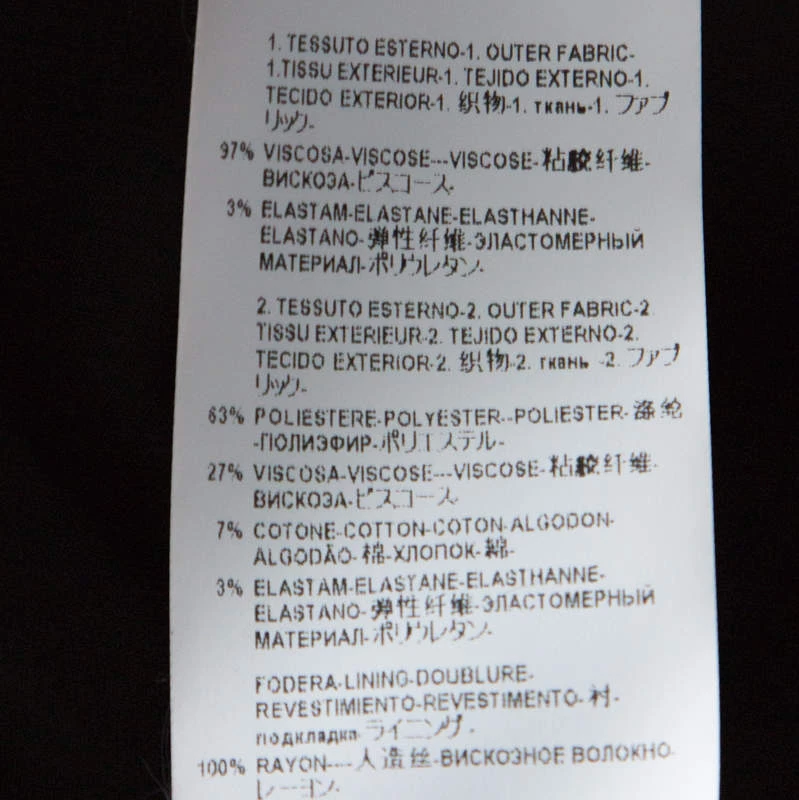 1. TESSUTO ESTERNO-1. OUTER FABRIC-
1.TISSU EXTERIEUR-1. TEJIDO EXTERNO-1.
TECIDO EXTERIOR-1. 织物-1. ткань-1. ファブ
リック-
97% VISCOSA-VISCOSE---VISCOSE-粘胶纤维-
ВИСКОЗА-ビスコース-
3% ELASTAM-ELASTANE-ELASTHANNE-
ELASTANO-弹性纤维-ЭЛАСТОМЕРНЫЙ
МАТЕРИАЛ-ポリウレタン-
2. TESSUTO ESTERNO-2. OUTER FABRIC-2.
TISSU EXTERIEUR-2. TEJIDO EXTERNO-2.
TECIDO EXTERIOR-2. 织物-2. ткань -2. ファブ
リック-
63% POLIESTERE-POLYESTER--POLIESTER-涤纶
-ПОЛИЭФИР-ポリエステル-
27% VISCOSA-VISCOSE---VISCOSE-粘胶纤维-
ВИСКОЗА-ビスコース-
7% COTONE-COTTON-COTON-ALGODON-
ALGODÃO-棉-ХЛОПОК-綿-
3% ELASTAM-ELASTANE-ELASTHANNE-
ELASTANO-弹性纤维-ЭЛАСТОМЕРНЫЙ
МАТЕРИАЛ-ポリウレタン-
FODERA-LINING-DOUBLURE-
REVESTIMIENTO-REVESTIMENTO-衬-
подкладка-ライニング-
100% RAYON----人造丝-ВИСКОЗНОЕ ВОЛОКНО-
レーヨン-